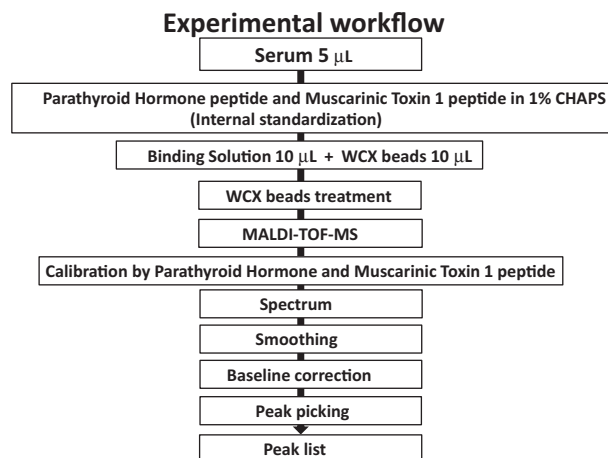 Experimental workflow
Serum 5 μL
Parathyroid Hormone peptide and Muscarinic Toxin 1 peptide in 1% CHAPS
(Internal standardization)
Binding Solution 10 μL + WCX beads 10 μL
WCX beads treatment
MALDI-TOF-MS
Calibration by Parathyroid Hormone and Muscarinic Toxin 1 peptide
Spectrum
Smoothing
Baseline correction
Peak picking
Peak list